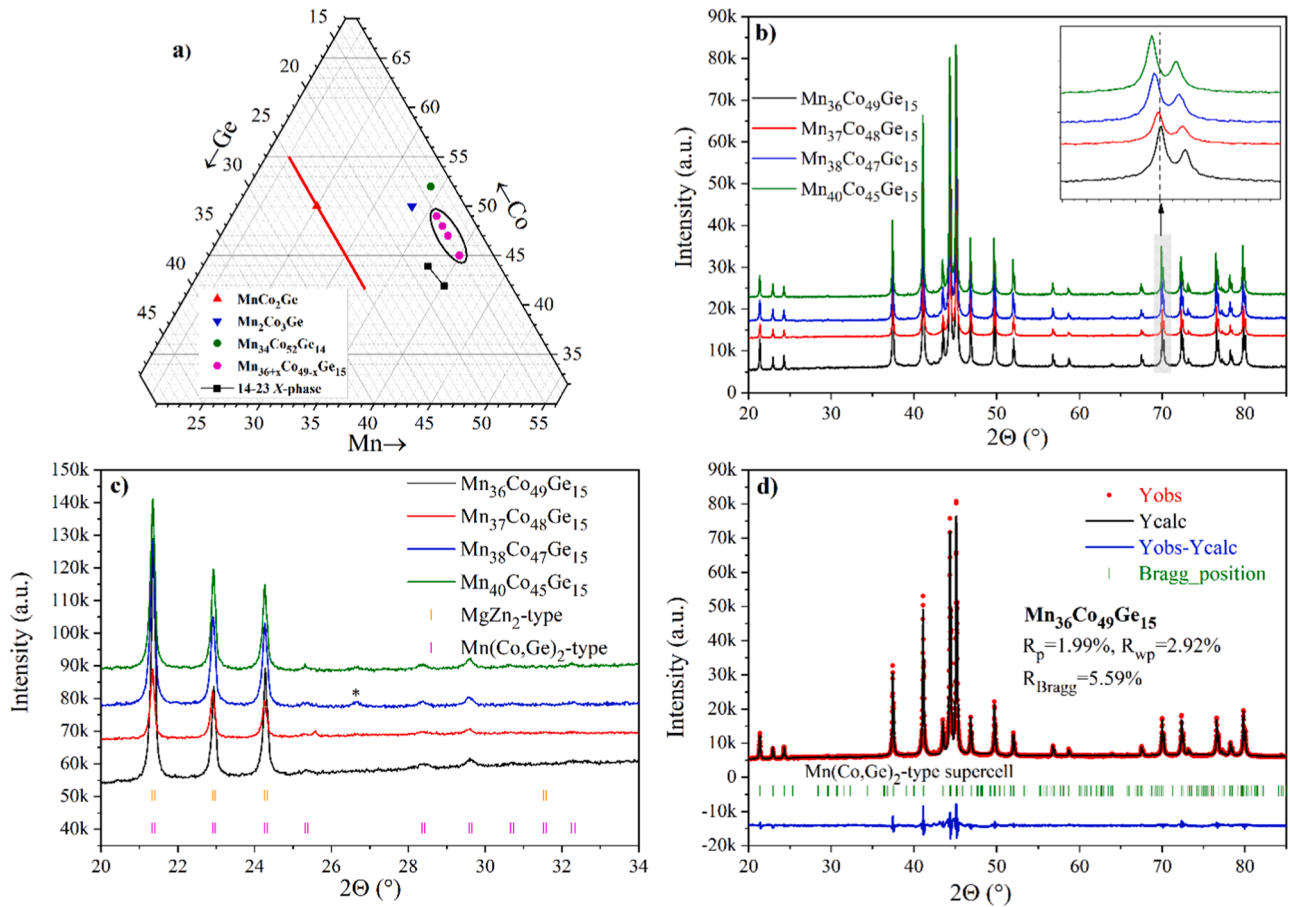 a)
15
20
25
30
35
40
45
←Ge
65
60
55
50
45
40
35
←Co
25
30
35
40
45
50
55
Mn→
MnCo2Ge
Mn2Co3Ge
Mn34Co52Ge14
Mn36+xCo49-xGe15
14-23 X-phase
b)
90k
80k
70k
60k
50k
40k
30k
20k
10k
0
Intensity (a.u.)
Mn36Co49Ge15
Mn37Co48Ge15
Mn38Co47Ge15
Mn40Co45Ge15
20 30 40 50 60 70 80
2Θ (°)
c)
150k
140k
130k
120k
110k
100k
90k
80k
70k
60k
50k
40k
Intensity (a.u.)
Mn36Co49Ge15
Mn37Co48Ge15
Mn38Co47Ge15
Mn40Co45Ge15
MgZn2-type
Mn(Co,Ge)2-type
*
20 22 24 26 28 30 32 34
2Θ (°)
d)
90k
80k
70k
60k
50k
40k
30k
20k
10k
0
-10k
-20k
Intensity (a.u.)
Yobs
Ycalc
Yobs-Ycalc
Bragg_position
Mn36Co49Ge15
Rp=1.99%, Rwp=2.92%
RBragg=5.59%
Mn(Co,Ge)2-type supercell
20 30 40 50 60 70 80
2Θ (°)